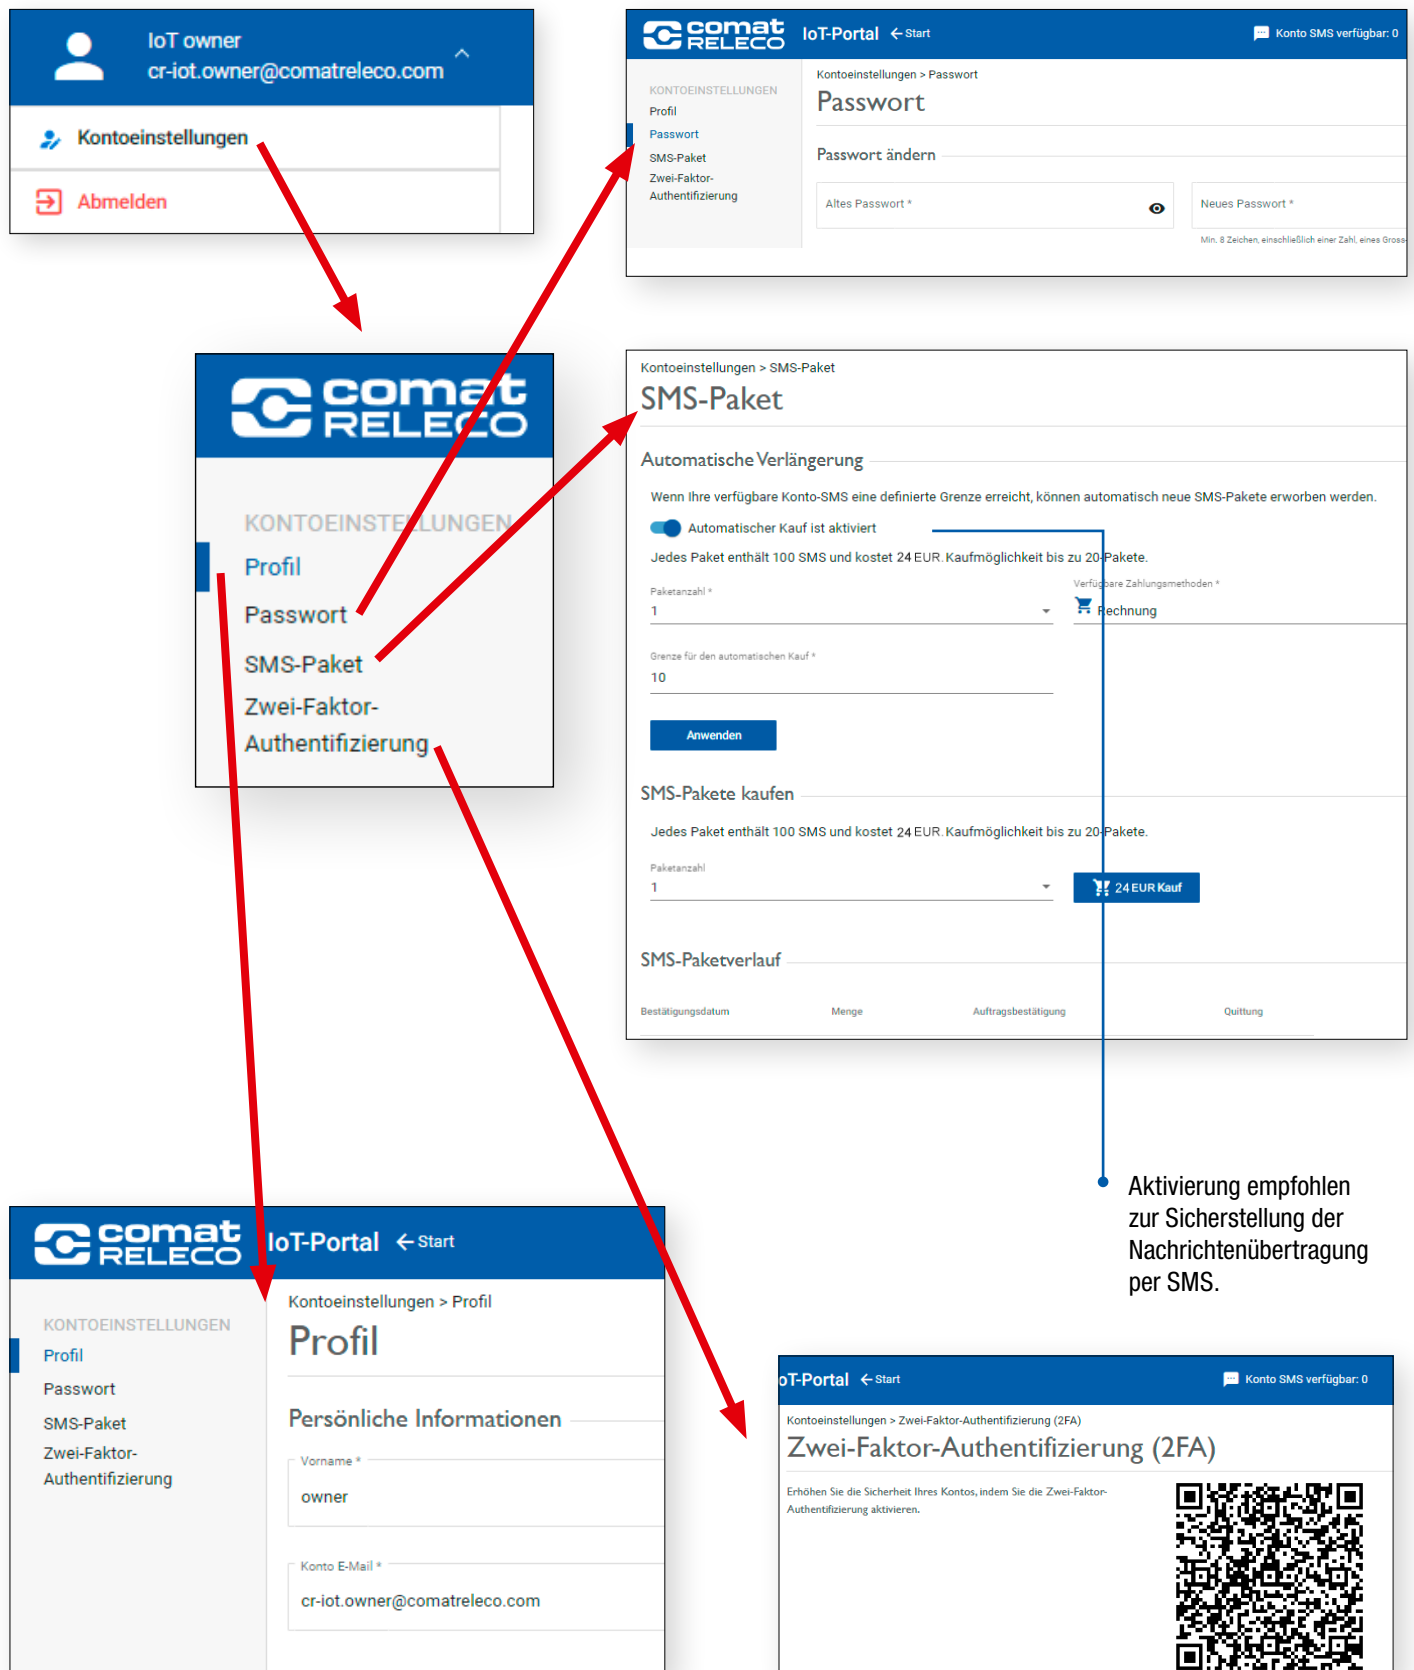 IoT owner
cr-iot.owner@comatreleco.com
Kontoeinstellungen
Abmelden
comat
RELECO
IoT-Portal
Start
Konto SMS verfügbar: 0
KONTOEINSTELLUNGEN
Profil
Passwort
SMS-Paket
Zwei-Faktor-
Authentifizierung
Kontoeinstellungen > Passwort
Passwort
Passwort ändern
Altes Passwort *
Neues Passwort *
Min. 8 Zeichen, einschließlich einer Zahl, eines Gross-
comat
RELECO
KONTOEINSTELLUNGEN
Profil
Passwort
SMS-Paket
Zwei-Faktor-
Authentifizierung
Kontoeinstellungen > SMS-Paket
SMS-Paket
Automatische Verlängerung
Wenn Ihre verfügbare Konto-SMS eine definierte Grenze erreicht, können automatisch neue SMS-Pakete erworben werden.
Automatischer Kauf ist aktiviert
Jedes Paket enthält 100 SMS und kostet 24 EUR. Kaufmöglichkeit bis zu 20-Pakete.
Paketanzahl *
1
Verfügbare Zahlungsmethoden *
Rechnung
Grenze für den automatischen Kauf *
10
Anwenden
SMS-Pakete kaufen
Jedes Paket enthält 100 SMS und kostet 24 EUR. Kaufmöglichkeit bis zu 20-Pakete.
Paketanzahl
1
24 EUR Kauf
SMS-Paketverlauf
Bestätigungsdatum Menge Auftragsbestätigung Quittung
Aktivierung empfohlen
zur Sicherstellung der
Nachrichtenübertragung
per SMS.
comat
RELECO
IoT-Portal
Start
KONTOEINSTELLUNGEN
Profil
Passwort
SMS-Paket
Zwei-Faktor-
Authentifizierung
Kontoeinstellungen > Profil
Profil
Persönliche Informationen
Vorname *
owner
Konto E-Mail *
cr-iot.owner@comatreleco.com
oT-Portal
Start
Konto SMS verfügbar: 0
Kontoeinstellungen > Zwei-Faktor-Authentifizierung (2FA)
Zwei-Faktor-Authentifizierung (2FA)
Erhöhen Sie die Sicherheit Ihres Kontos, indem Sie die Zwei-Faktor-
Authentifizierung aktivieren.